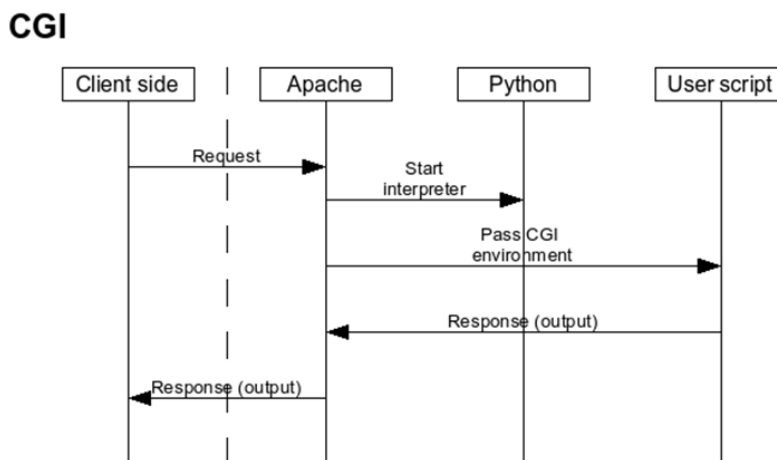 CGI
Client side
Apache
Python
User script
Request
Start
interpreter
Pass CGI
environment
Response (output)
Response (output)